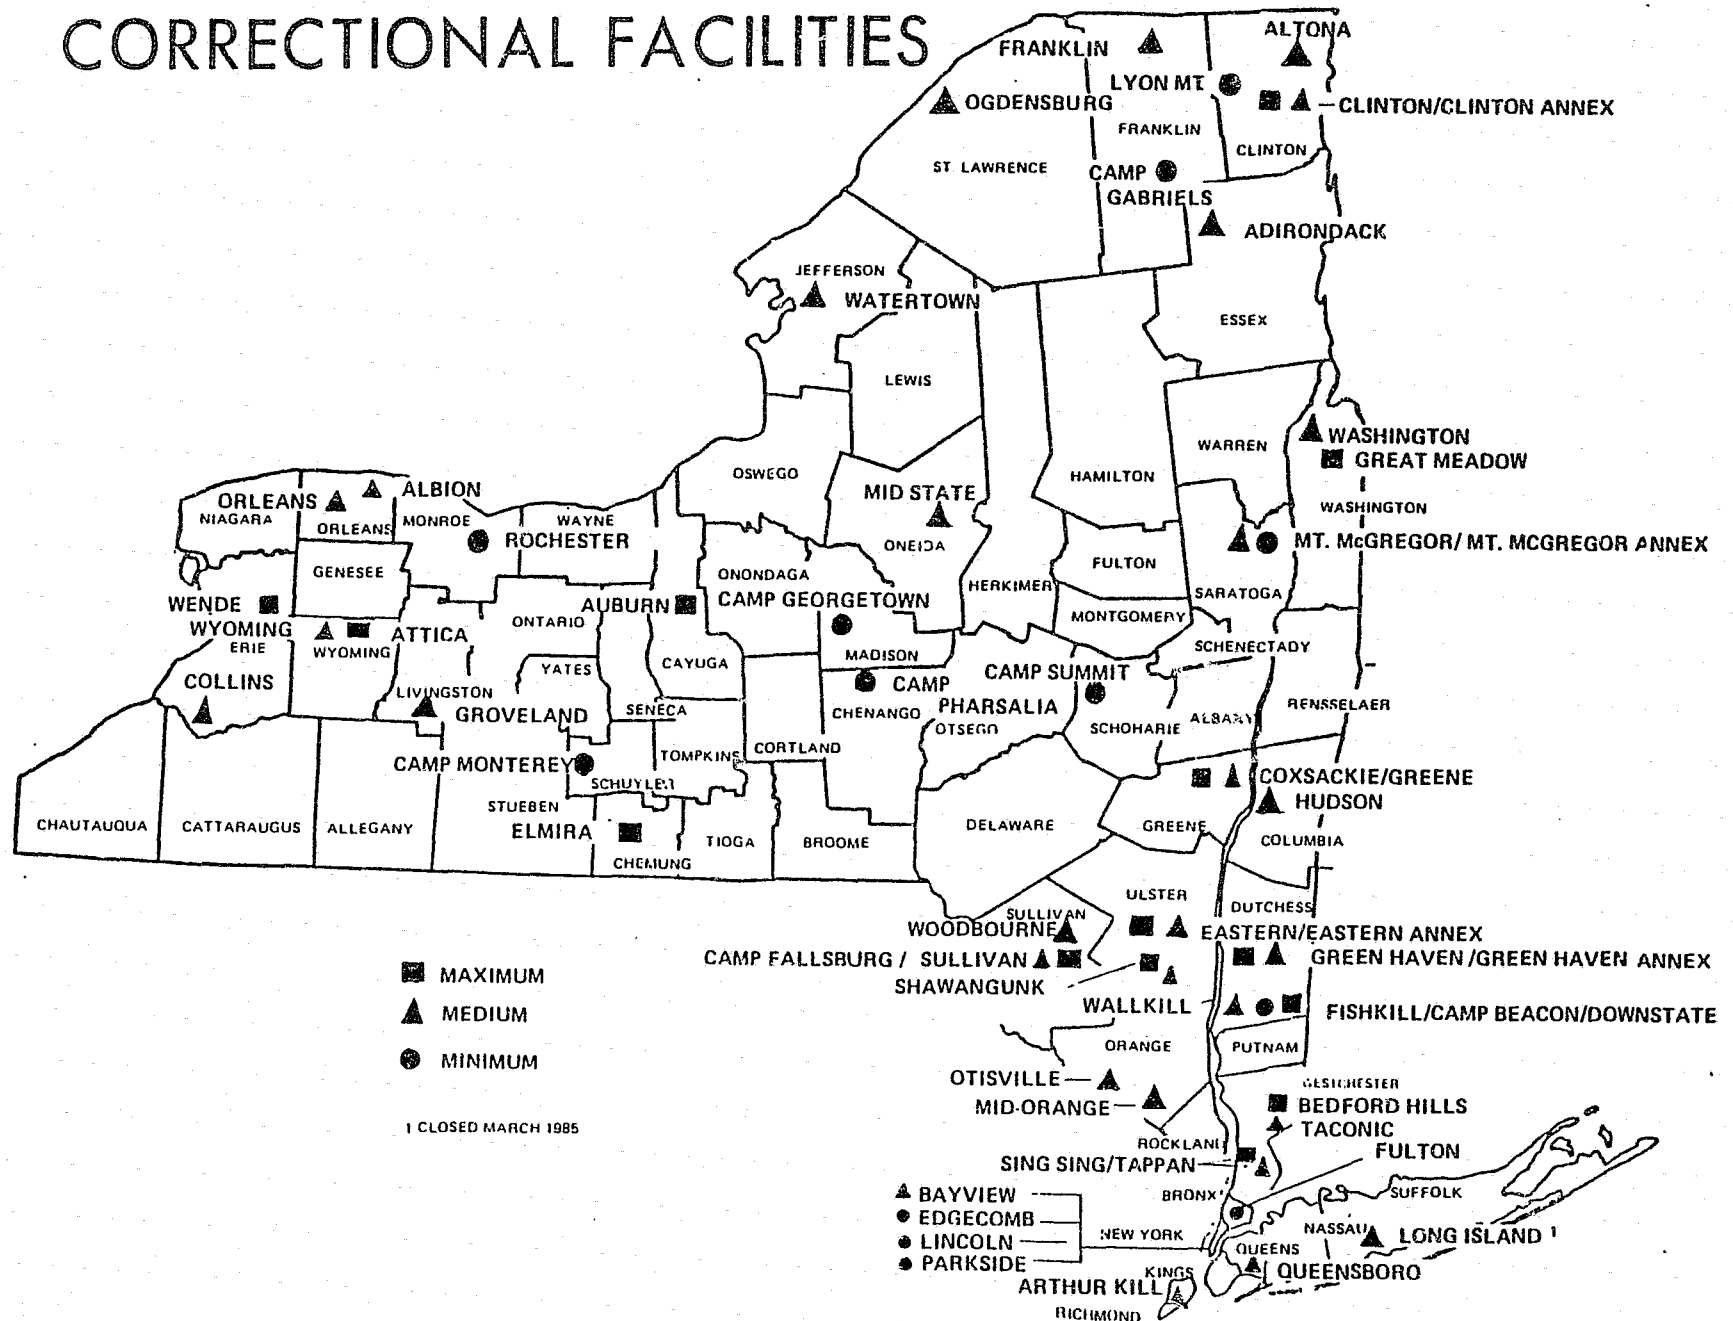 CORRECTIONAL FACILITIES
ALTONA
FRANKLIN
LYON MT.
OGDENSBURG
CLINTON/CLINTON ANNEX
FRANKLIN
CLINTON
ST. LAWRENCE
CAMP
GABRIELS
ADIRONDACK
JEFFERSON
WATERTOWN
ESSEX
LEWIS
WASHINGTON
WARREN
GREAT MEADOW
OSWEGO
HAMILTON
ALBION
MID STATE
ORLEANS
WASHINGTON
NIAGARA
ORLEANS
MONROE
WAYNE
ROCHESTER
ONEIDA
MT. McGREGOR/ MT. MCGREGOR ANNEX
FULTON
GENESEE
ONONDAGA
HERKIMER
SARATOGA
WENDE
AUBURN
CAMP GEORGETOWN
ONTARIO
MONTGOMERY
WYOMING
ATTICA
ERIE
WYOMING
SCHENECTADY
MADISON
CAYUGA
YATES
CAMP SUMMIT
COLLINS
CAMP
LIVINGSTON
PHARSALIA
RENSSELAER
SENECA
GROVELAND
CHENANGO
ALBANY
OTSEGO
SCHOHARIE
CORTLAND
TOMPKINS
CAMP MONTEREY
COXSACKIE/GREENE
SCHUYLER
HUDSON
STUEBEN
CHAUTAUQUA
CATTARAUGUS
ALLEGANY
ELMIRA
DELAWARE
GREENE
TIOGA
BROOME
COLUMBIA
CHEMUNG
ULSTER
DUTCHESS
SULLIVAN
WOODBOURNE
EASTERN/EASTERN ANNEX
CAMP FALLSBURG / SULLIVAN
GREEN HAVEN/GREEN HAVEN ANNEX
MAXIMUM
SHAWANGUNK
WALLKILL
MEDIUM
FISHKILL/CAMP BEACON/DOWNSTATE
ORANGE
PUTNAM
MINIMUM
OTISVILLE
WESTCHESTER
MID-ORANGE
BEDFORD HILLS
1 CLOSED MARCH 1985
TACONIC
ROCKLAND
FULTON
SING SING/TAPPAN
BAYVIEW
BRONX
SUFFOLK
EDGECOMB
NEW YORK
NASSAU
LONG ISLAND 1
LINCOLN
QUEENS
PARKSIDE
KINGS
QUEENSBORO
ARTHUR KILL
RICHMOND